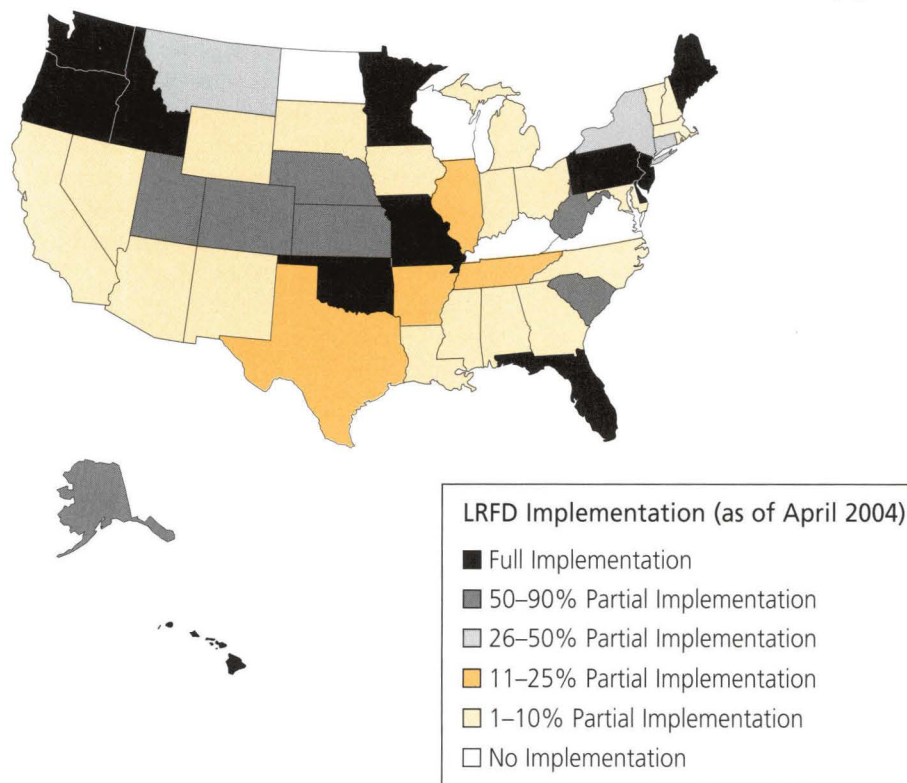 LRFD Implementation (as of April 2004)
Full Implementation
50–90% Partial Implementation
26–50% Partial Implementation
11–25% Partial Implementation
1–10% Partial Implementation
No Implementation